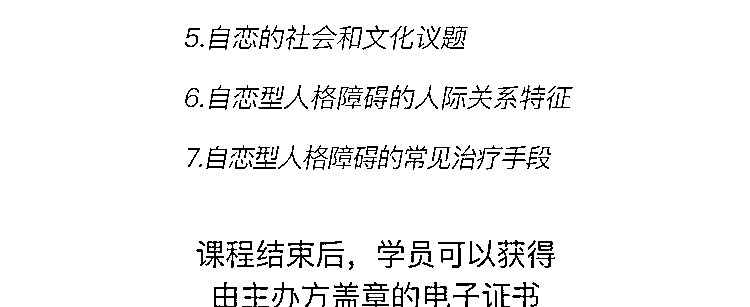 5.自恋的社会和文化议题
6.自恋型人格障碍的人际关系特征
7.自恋型人格障碍的常见治疗手段
课程结束后，学员可以获得
由主办方盖章的电子证书